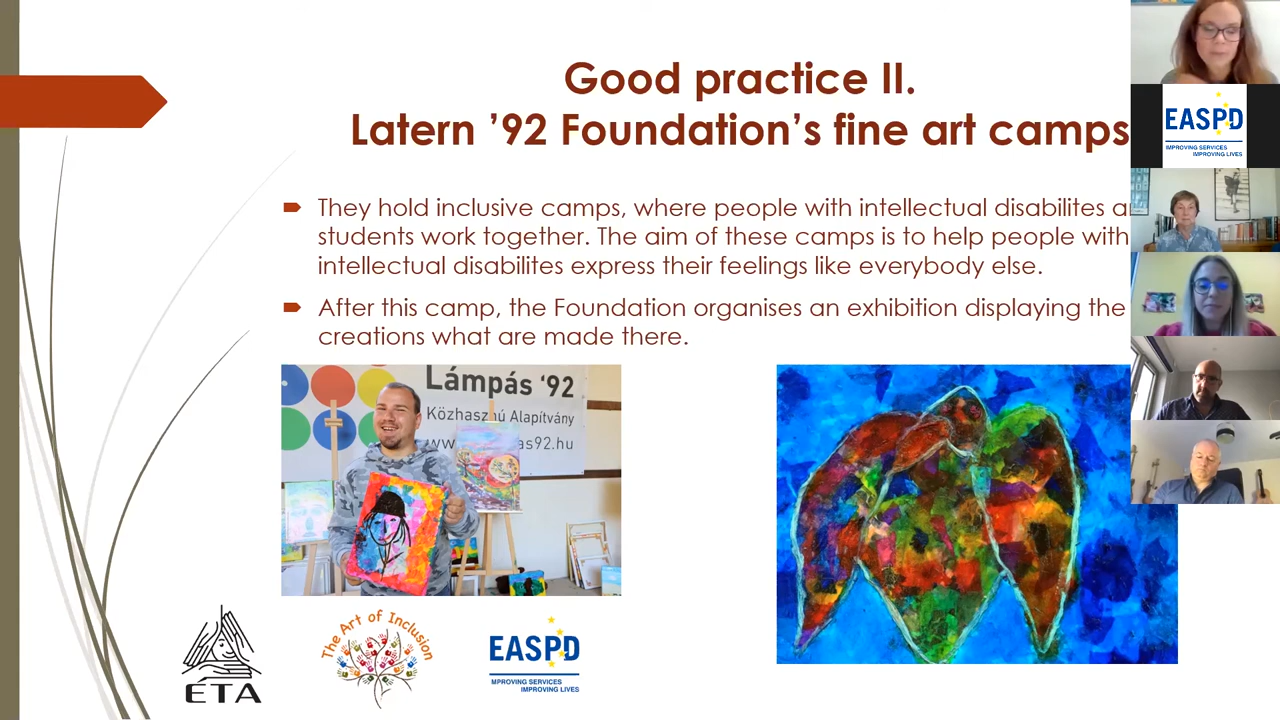 Good practice II.
Latern ’92 Foundation’s fine art camps
They hold inclusive camps, where people with intellectual disabilites
students work together. The aim of these camps is to help people with
intellectual disabilites express their feelings like everybody else.
After this camp, the Foundation organises an exhibition displaying the
creations what are made there.
Lámpás ‘92
Közhasznú Alapítvány
ETA
The Art of Inclusion
EASPD
MPROVING SERVICES
IMPROVING LIVES
EASPD
IMPROVING SERVICES
IMPROVING LIVES